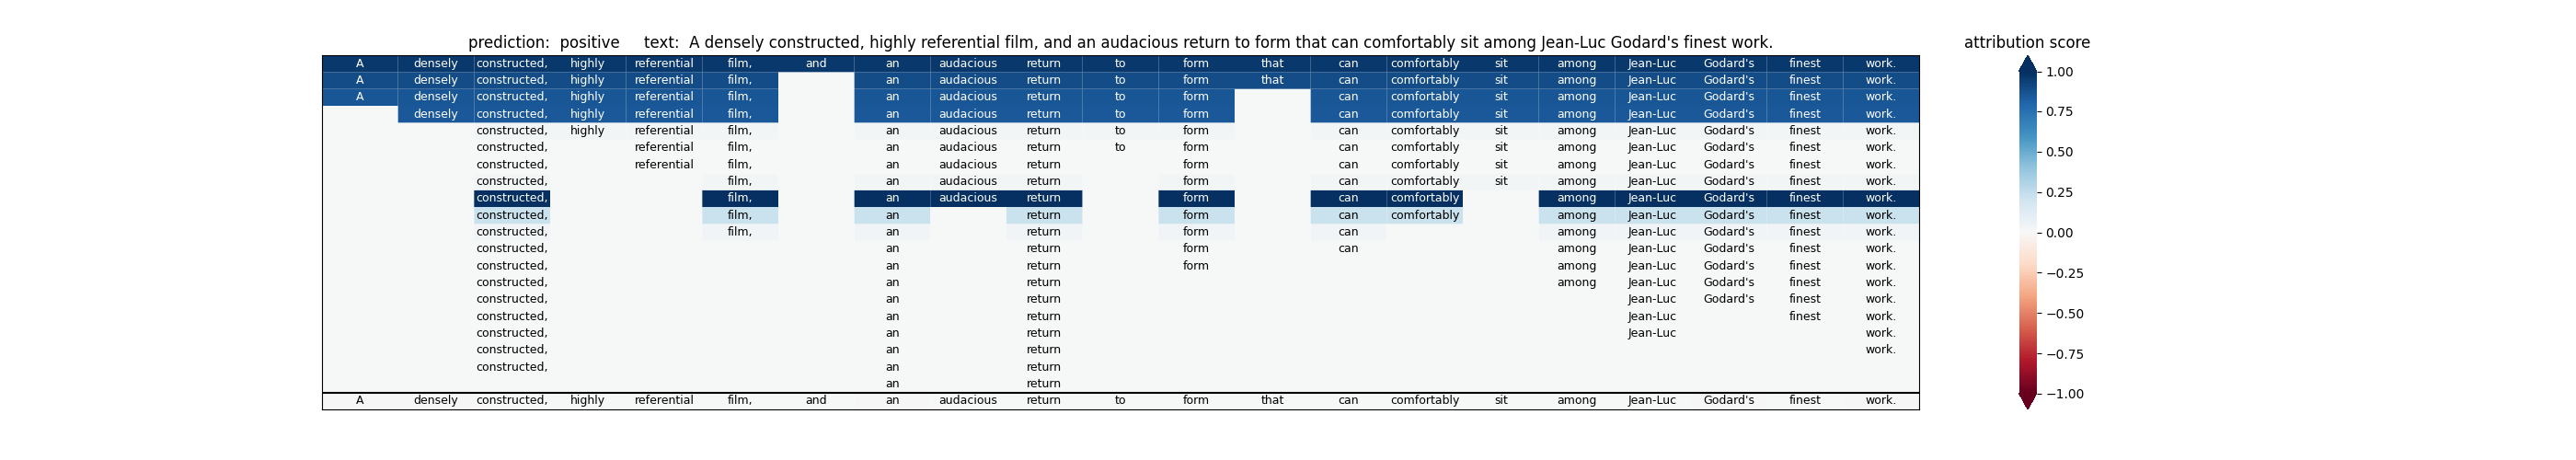 prediction:  positive      text:  A densely constructed, highly referential film, and an audacious return to form that can comfortably sit among Jean-Luc Godard's finest work.
attribution score
A densely constructed, highly referential film, and an audacious return to form that can comfortably sit among Jean-Luc Godard's finest work.
A densely constructed, highly referential film, an audacious return to form that can comfortably sit among Jean-Luc Godard's finest work.
A densely constructed, highly referential film, an audacious return to form can comfortably sit among Jean-Luc Godard's finest work.
densely constructed, highly referential film, an audacious return to form can comfortably sit among Jean-Luc Godard's finest work.
constructed, highly referential film, an audacious return to form can comfortably sit among Jean-Luc Godard's finest work.
constructed, referential film, an audacious return to form can comfortably sit among Jean-Luc Godard's finest work.
constructed, referential film, an audacious return form can comfortably sit among Jean-Luc Godard's finest work.
constructed, film, an audacious return form can comfortably sit among Jean-Luc Godard's finest work.
constructed, film, an audacious return form can comfortably among Jean-Luc Godard's finest work.
constructed, film, an return form can comfortably among Jean-Luc Godard's finest work.
constructed, film, an return form can among Jean-Luc Godard's finest work.
constructed, an return form can among Jean-Luc Godard's finest work.
constructed, an return form among Jean-Luc Godard's finest work.
constructed, an return among Jean-Luc Godard's finest work.
constructed, an return Jean-Luc Godard's finest work.
constructed, an return Jean-Luc finest work.
constructed, an return Jean-Luc work.
constructed, an return work.
constructed, an return
an return
A densely constructed, highly referential film, and an audacious return to form that can comfortably sit among Jean-Luc Godard's finest work.
1.00
0.75
0.50
0.25
0.00
−0.25
−0.50
−0.75
−1.00